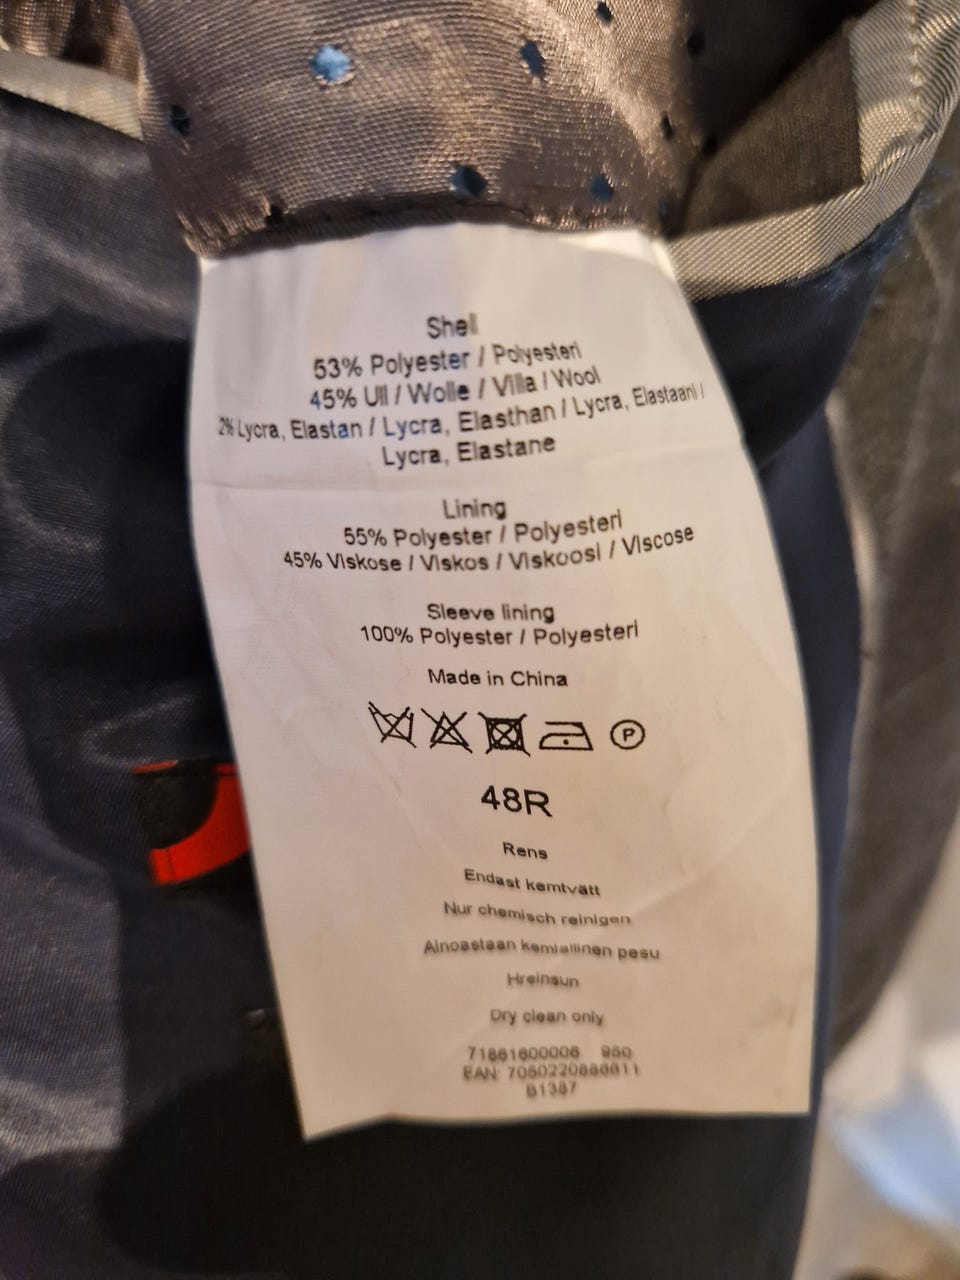 Shell
53% Polyester / Polyesteri
45% Ull / Wolle / Villa / Wool
2% Lycra, Elastan / Lycra, Elasthan / Lycra, Elastaani /
Lycra, Elastane
Lining
55% Polyester / Polyesteri
45% Viskose / Viskos / Viskoosi / Viscose
Sleeve lining
100% Polyester / Polyesteri
Made in China
P
48R
Rens
Endast kemtvätt
Nur chemisch reinigen
Ainoastaan kemiallinen pesu
Hreinsun
Dry clean only
EAN:
B1387